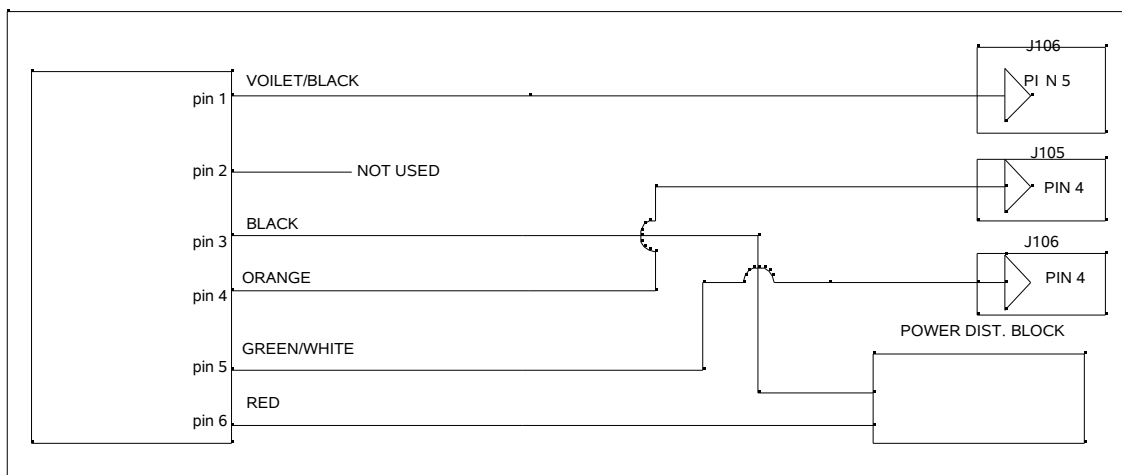 J106
VOILET/BLACK
PI N 5
pin 1
J105
pin 2
NOT USED
PIN 4
BLACK
pin 3
J106
ORANGE
PIN 4
pin 4
POWER DIST. BLOCK
GREEN/WHITE
pin 5
RED
pin 6